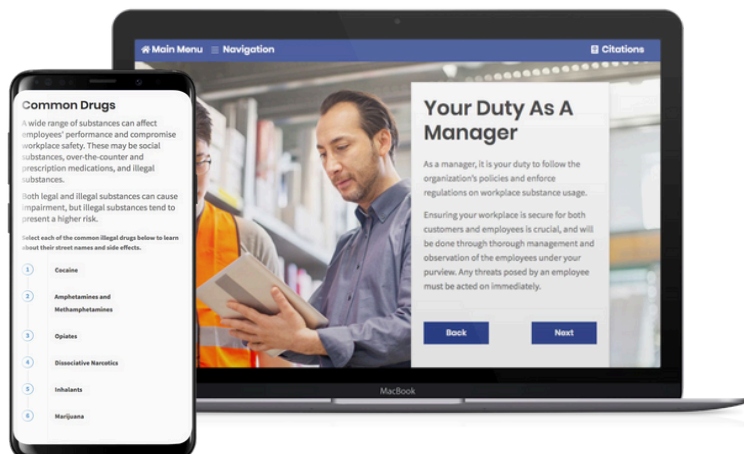 Main Menu
Navigation
Citations
Your Duty As A
Manager
As a manager, it is your duty to follow the
organization's policies and enforce
regulations on workplace substance usage.
Ensuring your workplace is secure for both
customers and employees is crucial, and will
be done through thorough management and
observation of the employees under your
purview. Any threats posed by an employee
must be acted on immediately.
Back
Next
MacBook
Common Drugs
A wide range of substances can affect
employees' performance and compromise
workplace safety. These may be social
substances, over-the-counter and
prescription medications, and illegal
substances.
Both legal and illegal substances can cause
impairment, but illegal substances tend to
present a higher risk.
Select each of the common illegal drugs below to learn
about their street names and side effects.
1 Cocaine
2 Amphetamines and
Methamphetamines
3 Opiates
4 Dissociative Narcotics
5 Inhalants
6 Marijuana